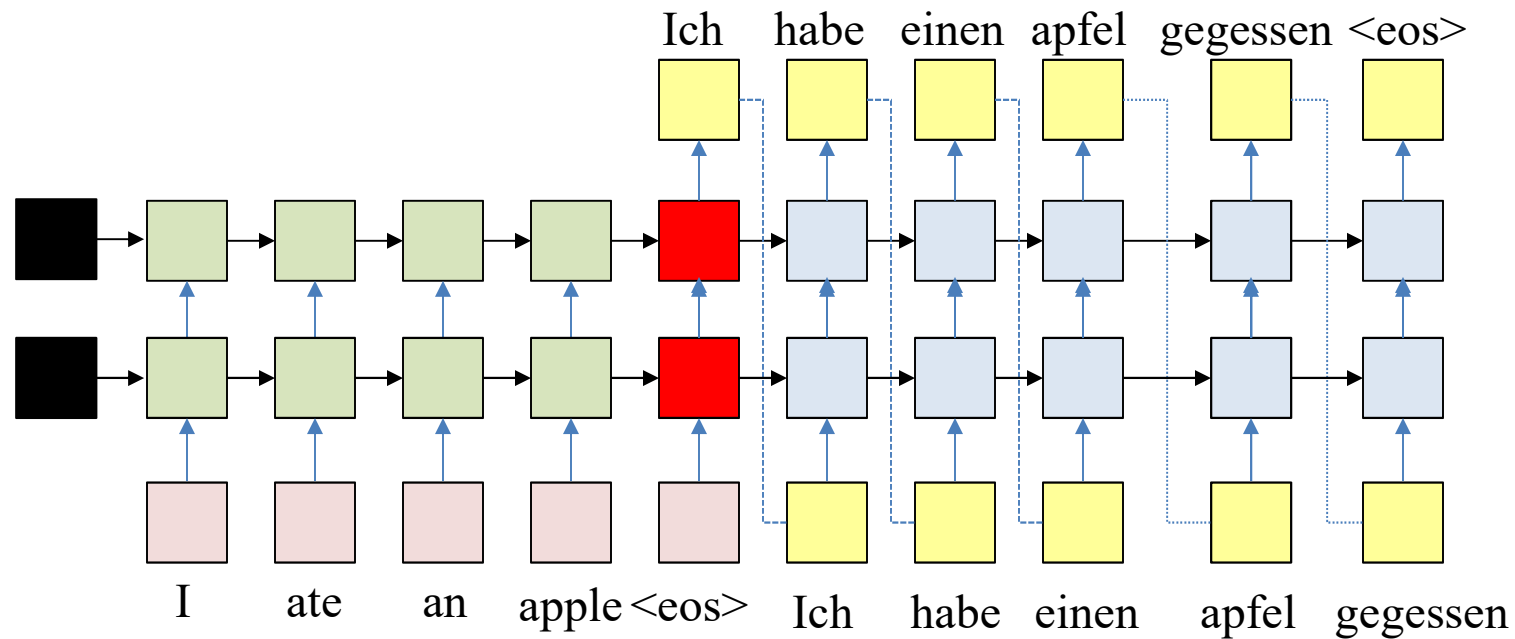 Ich habe einen apfel gegessen <eos>
I ate an apple <eos> Ich habe einen apfel gegessen